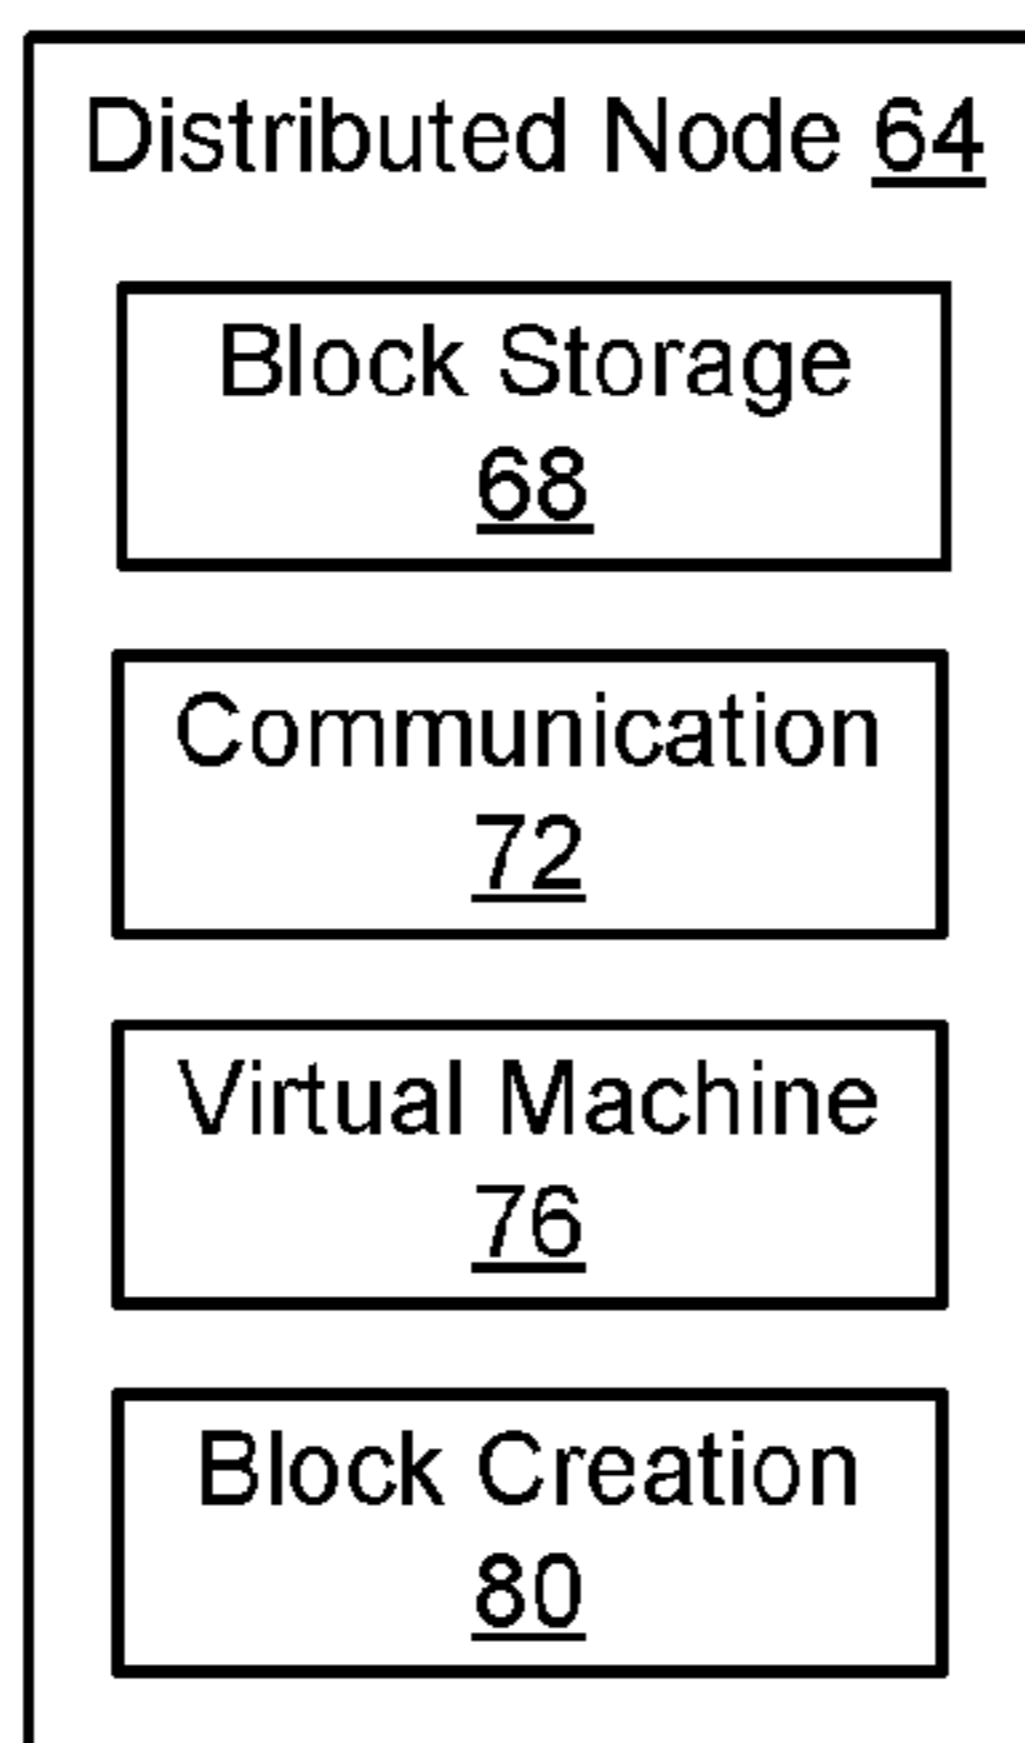 Distributed Node 64
Block Storage
68
Communication
72
Virtual Machine
76
Block Creation
80